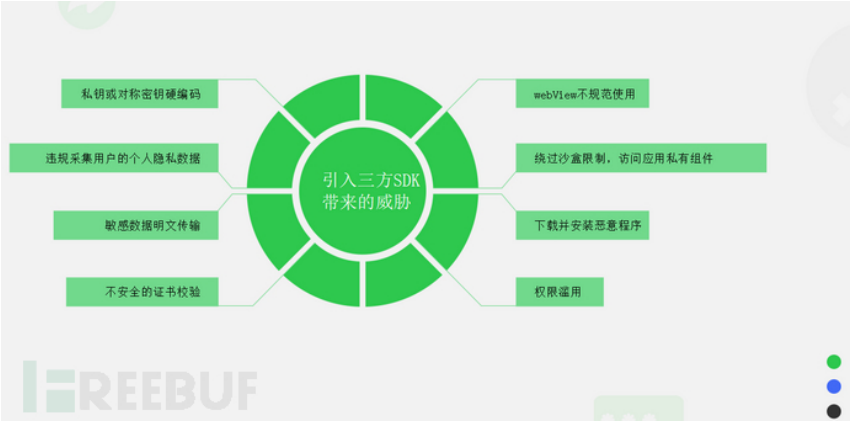 私钥或对称密钥硬编码
webView不规范使用
违规采集用户的个人隐私数据
绕过沙盒限制，访问应用私有组件
引入三方SDK
带来的威胁
敏感数据明文传输
下载并安装恶意程序
不安全的证书校验
权限滥用
FREEBUF